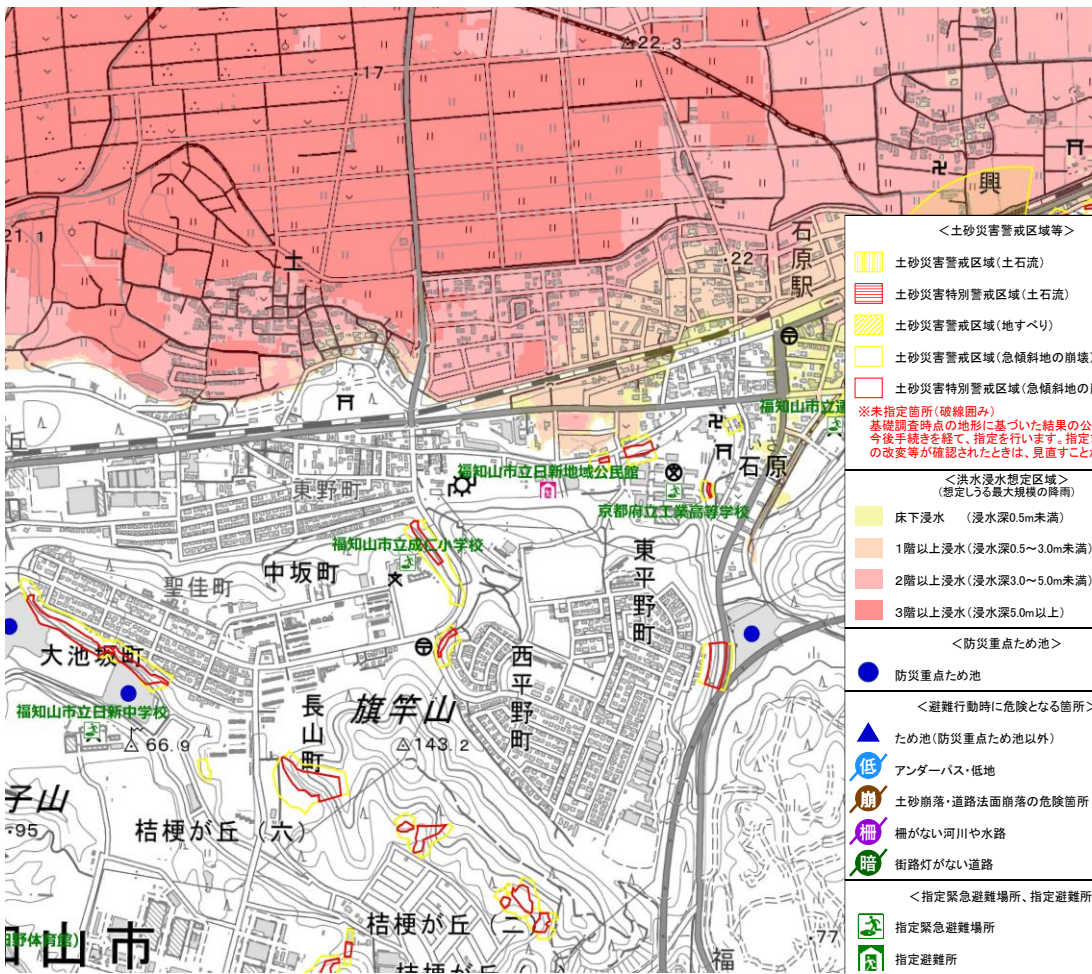 22.3
17
興
21.1
土
石原駅
22
福知山市立
福知山市立日新地域公民館
石原
京都府立工業高等学校
東野町
福知山市立成仁小学校
中坂町
聖佳町
東平野町
大池坂町
西平野町
福知山市立日新中学校
長山町
旗竿山
66.9
143.2
子山
95
桔梗が丘(六)
桔梗が丘(二
77
野体育館)
山市
桔梗が丘
福
<土砂災害警戒区域等>
土砂災害警戒区域(土石流)
土砂災害特別警戒区域(土石流)
土砂災害警戒区域(地すべり)
土砂災害警戒区域(急傾斜地の崩壊)
土砂災害特別警戒区域(急傾斜地の
※未指定箇所(破線囲み)
基礎調査時点の地形に基づいた結果の公
今後手続きを経て、指定を行います。指定
の改変等が確認されたときは、見直すことが
<洪水浸水想定区域>
(想定しうる最大規模の降雨)
床下浸水 (浸水深0.5m未満)
1階以上浸水(浸水深0.5~3.0m未満)
2階以上浸水(浸水深3.0~5.0m未満)
3階以上浸水(浸水深5.0m以上)
<防災重点ため池>
防災重点ため池
<避難行動時に危険となる箇所>
ため池(防災重点ため池以外)
低 アンダーパス・低地
崩 土砂崩落・道路法面崩落の危険箇所
柵 柵がない河川や水路
暗 街路灯がない道路
<指定緊急避難場所、指定避難所
指定緊急避難場所
指定避難所